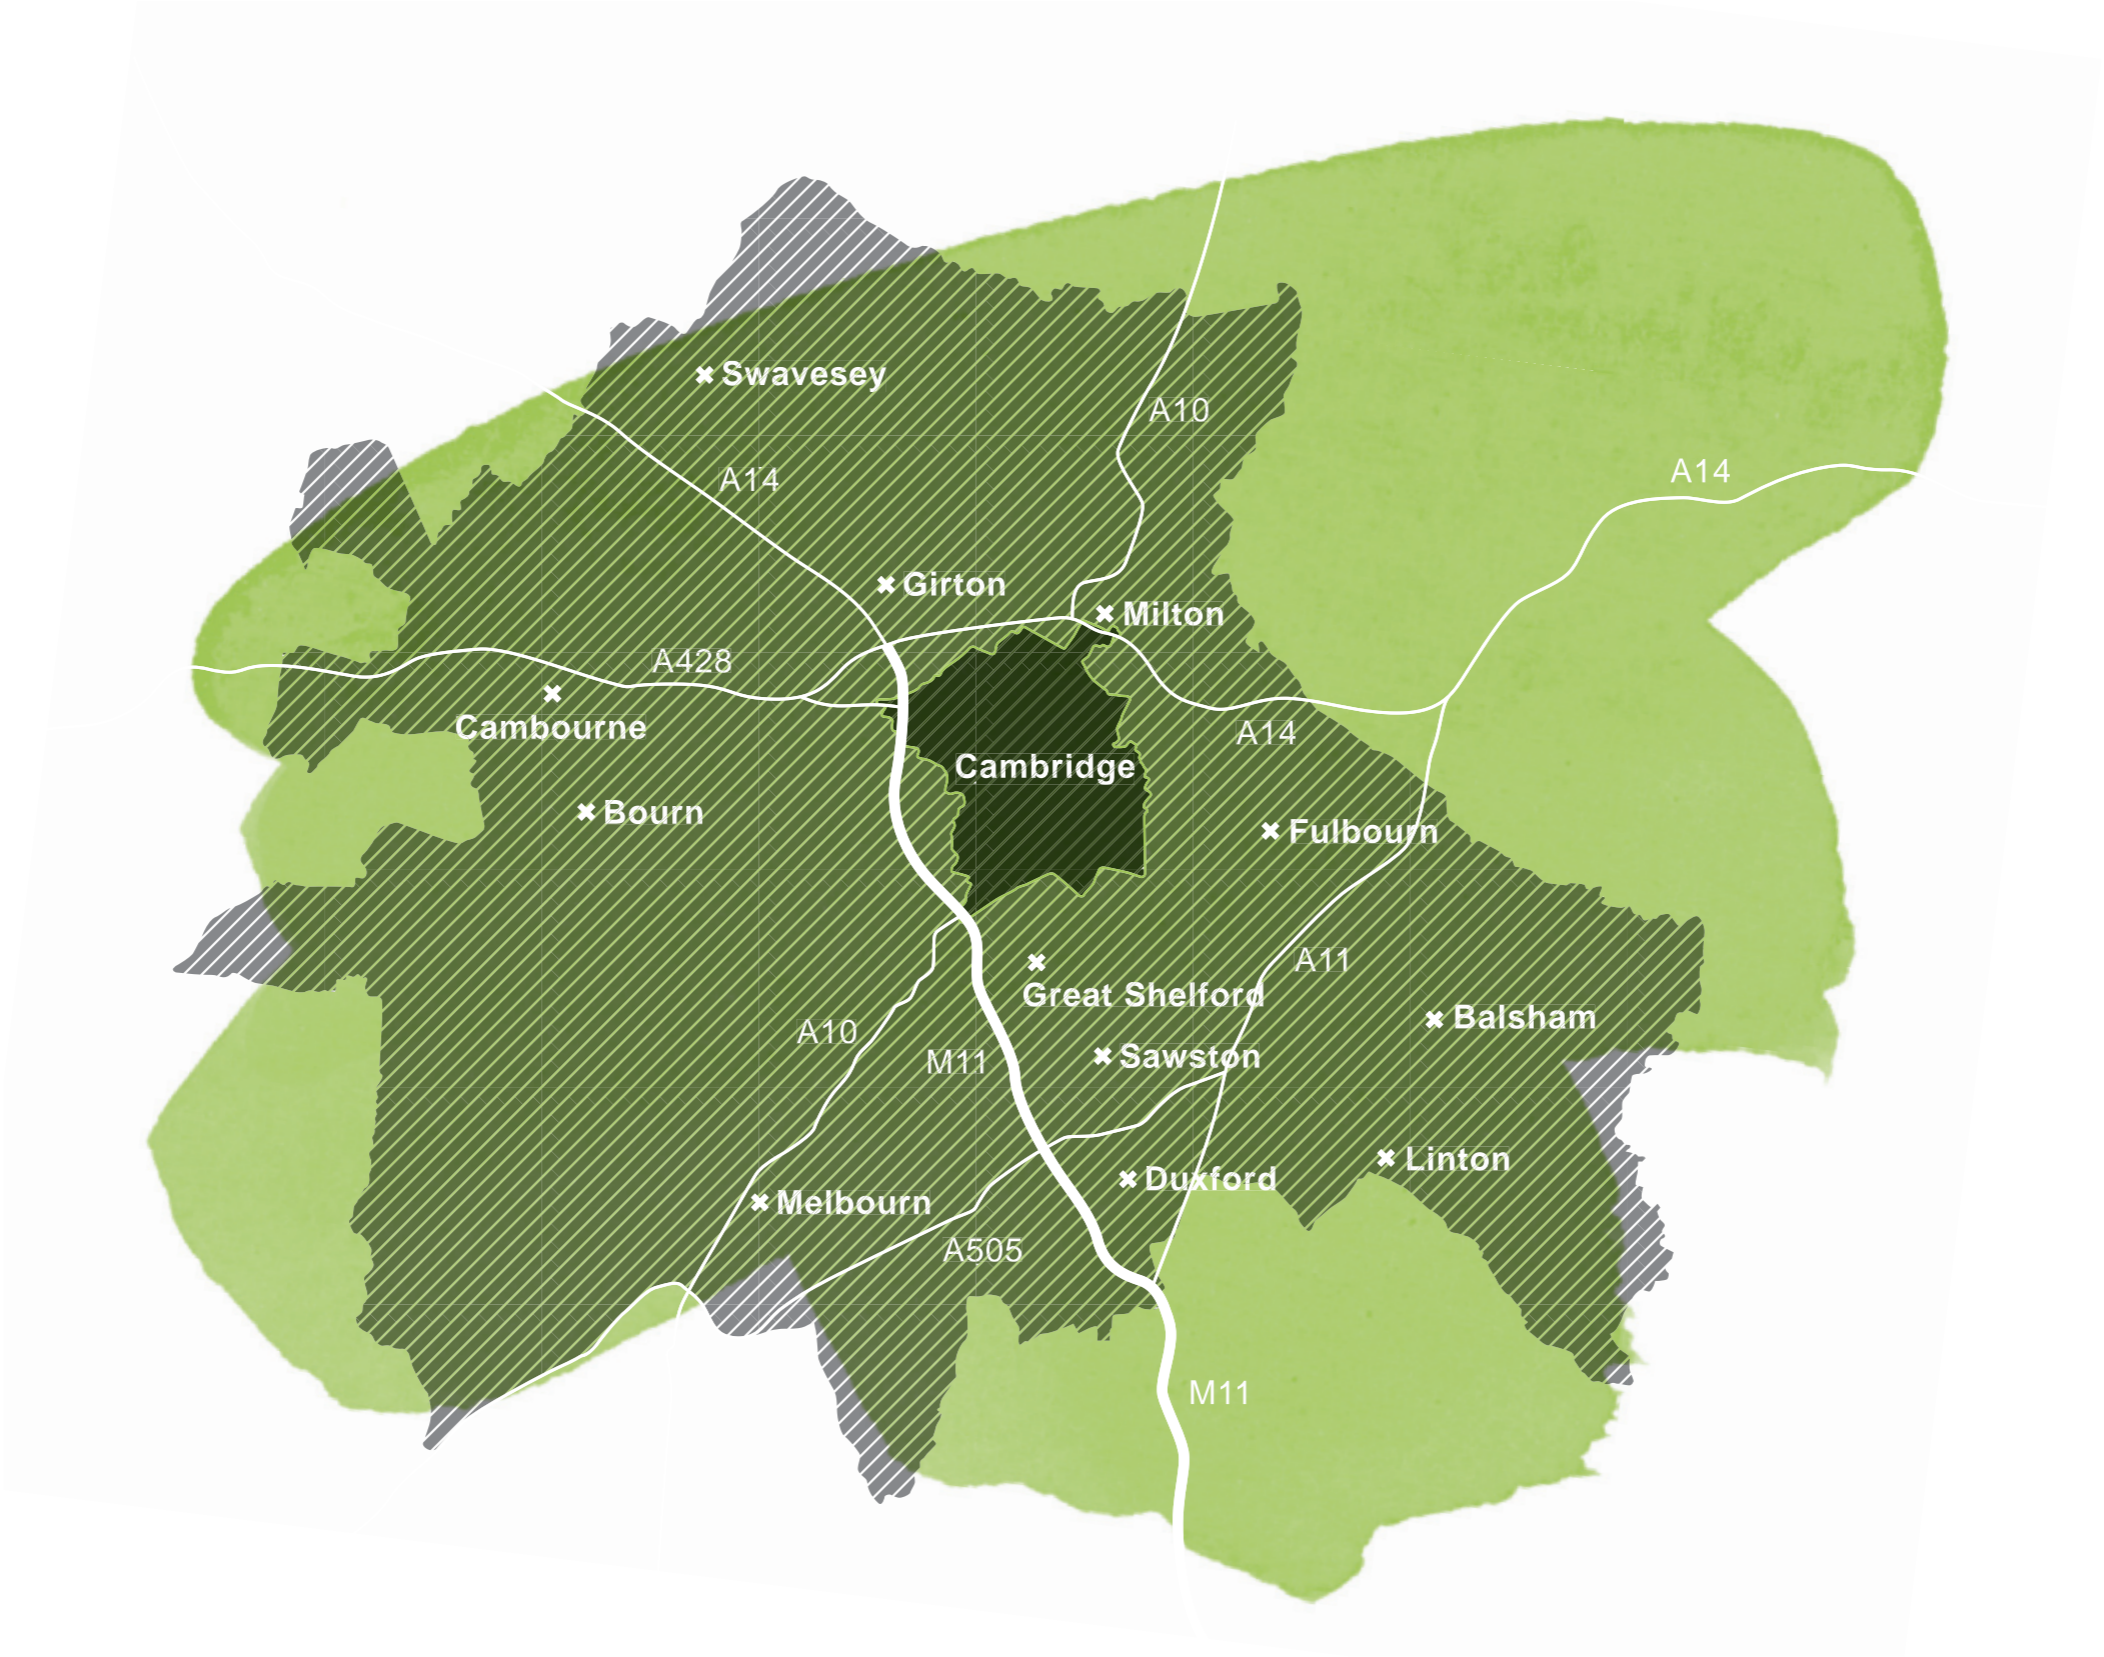 Swavesey
A10
A14
A14
Girton
Milton
A428
Cambourne
A14
Cambridge
Bourn
Fulbourn
A11
Great Shelford
Balsham
A10
M11
Sawston
Linton
Duxford
Melbourn
A505
M11